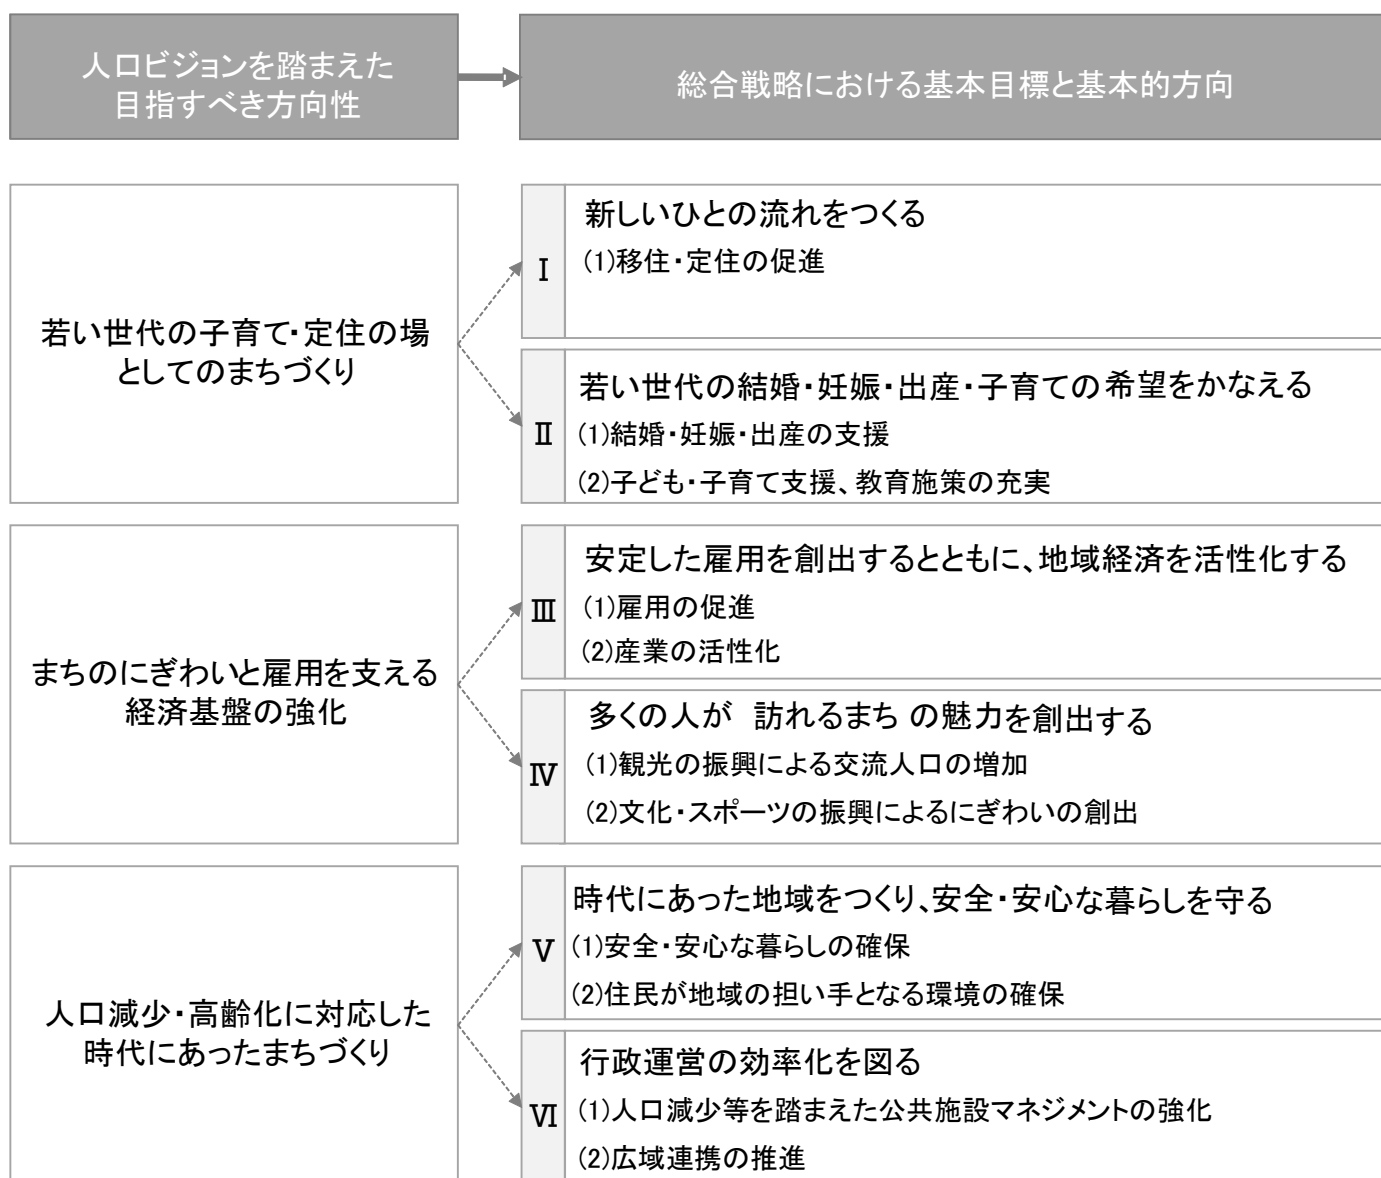 人口ビジョンを踏まえた
目指すべき方向性
総合戦略における基本目標と基本的方向
若い世代の子育て・定住の場
としてのまちづくり
Ⅰ
新しいひとの流れをつくる
(1)移住・定住の促進
Ⅱ
若い世代の結婚・妊娠・出産・子育ての希望をかなえる
(1)結婚・妊娠・出産の支援
(2)子ども・子育て支援、教育施策の充実
まちのにぎわいと雇用を支える
経済基盤の強化
Ⅲ
安定した雇用を創出するとともに、地域経済を活性化する
(1)雇用の促進
(2)産業の活性化
Ⅳ
多くの人が 訪れるまち の魅力を創出する
(1)観光の振興による交流人口の増加
(2)文化・スポーツの振興によるにぎわいの創出
人口減少・高齢化に対応した
時代にあったまちづくり
Ⅴ
時代にあった地域をつくり、安全・安心な暮らしを守る
(1)安全・安心な暮らしの確保
(2)住民が地域の担い手となる環境の確保
Ⅵ
行政運営の効率化を図る
(1)人口減少等を踏まえた公共施設マネジメントの強化
(2)広域連携の推進